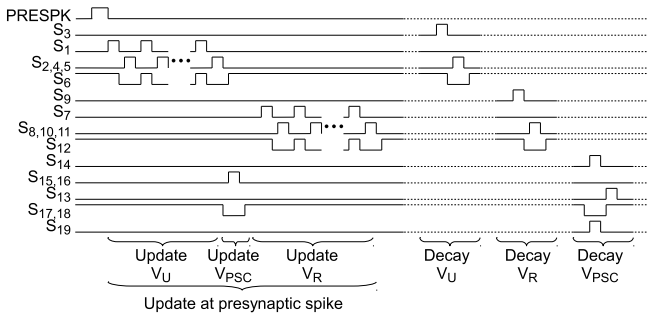 PRESPK
S3
S1
S2,4,5
S6
S9
S7
S8,10,11
S12
S14
S15,16
S13
S17,18
S19
Update Update Update Decay Decay Decay
VU VPSC VR VU VR VPSC
Update at presynaptic spike